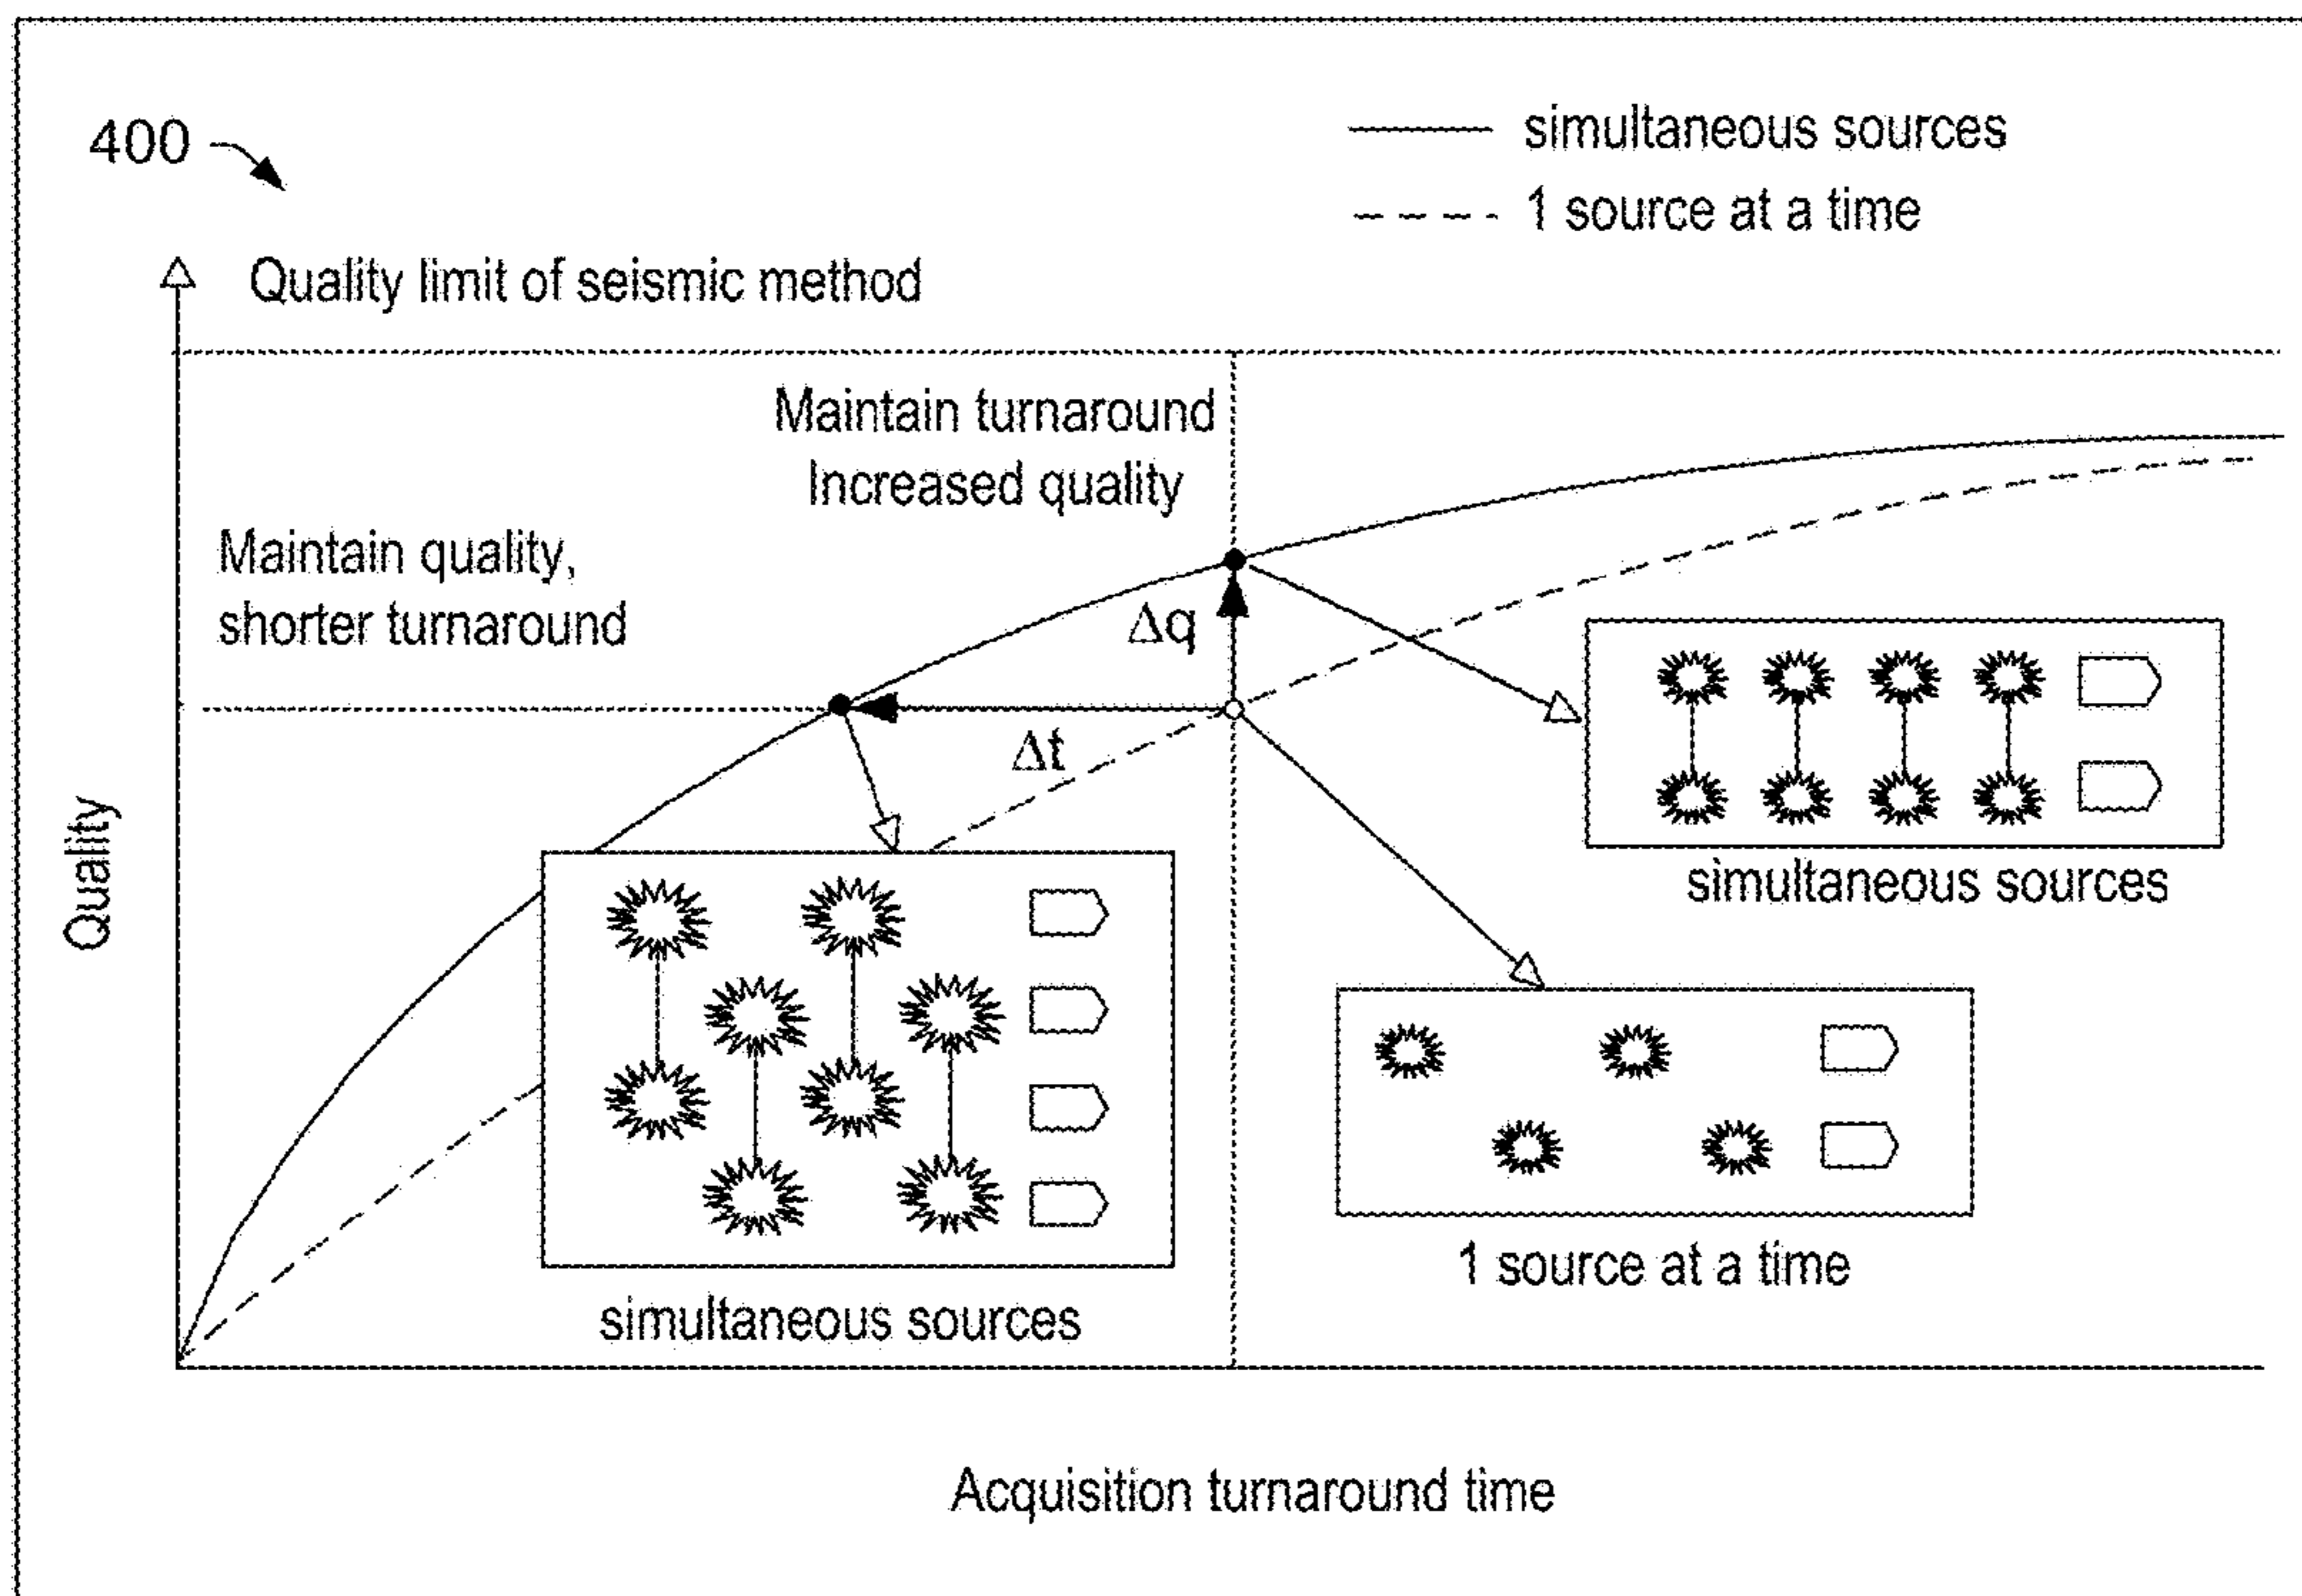 400
simultaneous sources
1 source at a time
Quality limit of seismic method
Maintain turnaround
Increased quality
Maintain quality,
shorter turnaround
Δq
Δt
simultaneous sources
1 source at a time
simultaneous sources
Quality
Acquisition turnaround time